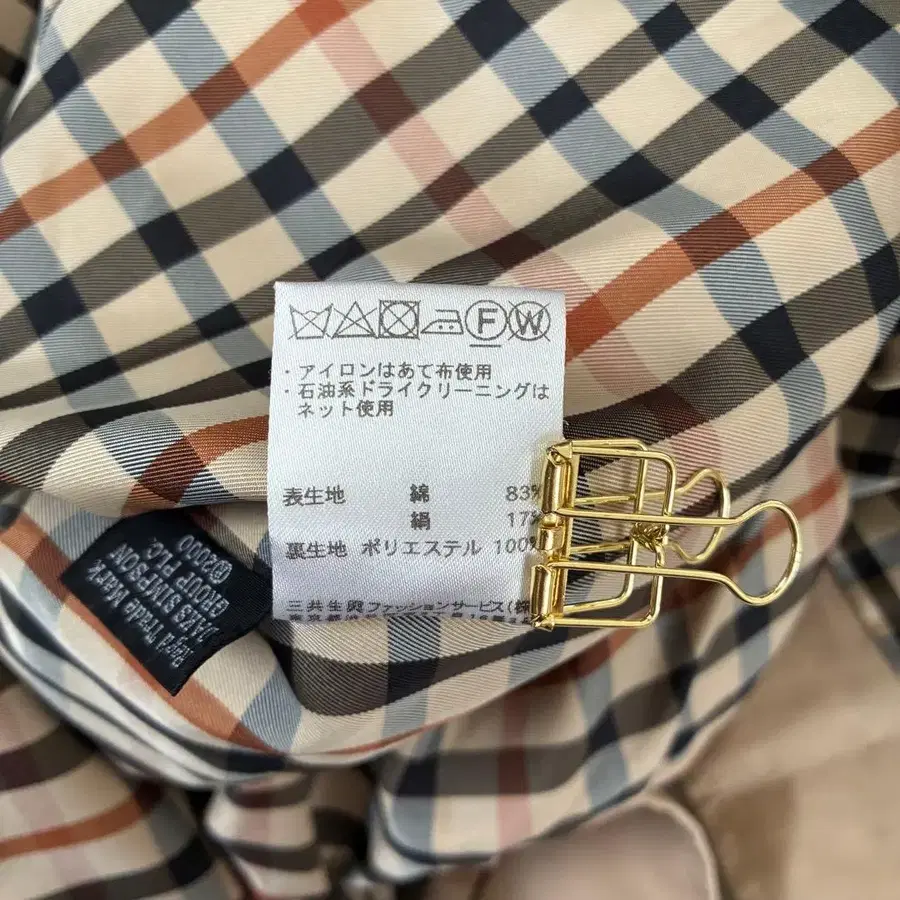 F W
・アイロンはあて布使用
・石油系ドライクリーニングは
ネット使用
表生地 綿 83%
絹 17%
裏生地 ポリエステル 100%
三共生興ファッションサービス(株
Reg'd Trade Mark
DAKS SIMPSON
GROUP P.L.C.
©2000